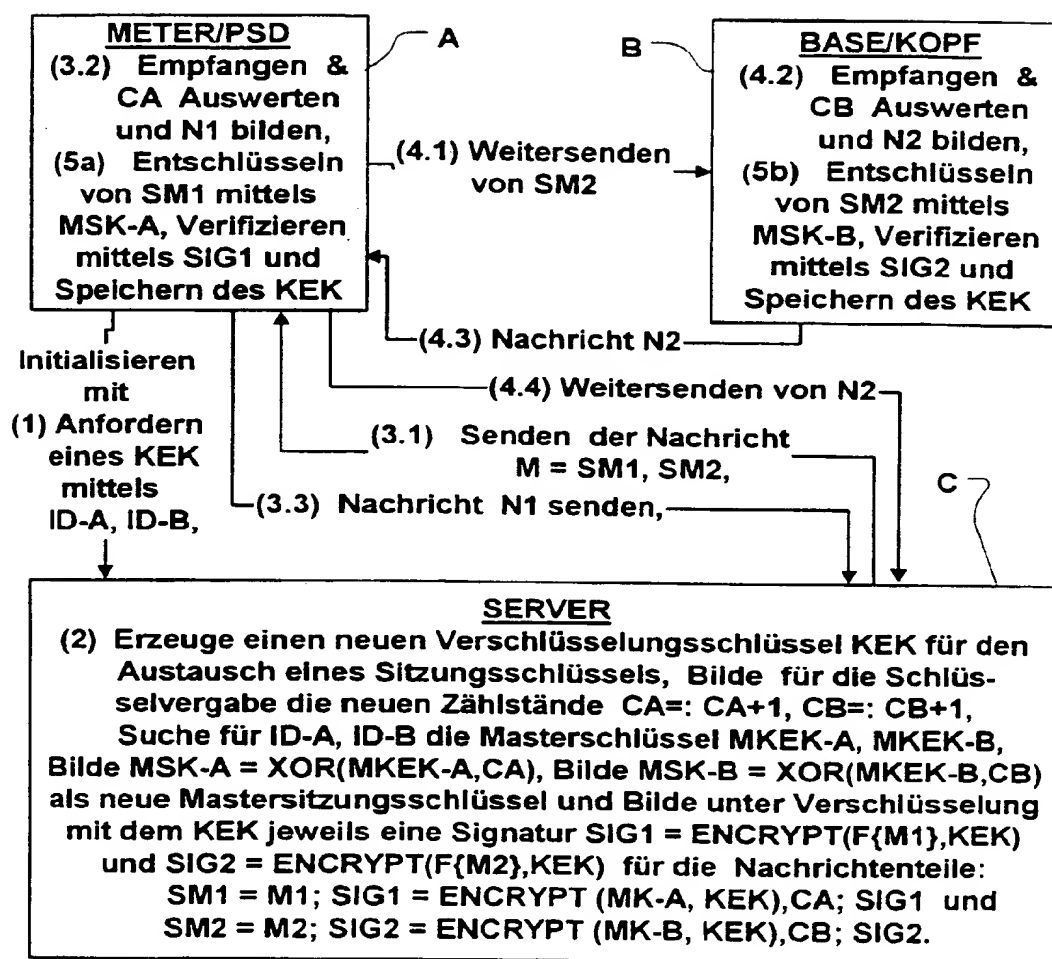 METER/PSD
(3.2) Empfangen &
CA Auswerten
und N1 bilden,
(5a) Entschlüsseln
von SM1 mittels
MSK-A, Verifizieren
mittels SIG1 und
Speichern des KEK
A
B
BASE/KOPF
(4.2) Empfangen &
CB Auswerten
und N2 bilden,
(5b) Entschlüsseln
von SM2 mittels
MSK-B, Verifizieren
mittels SIG2 und
Speichern des KEK
(4.1) Weitersenden
von SM2
(4.3) Nachricht N2
(4.4) Weitersenden von N2
(3.1) Senden der Nachricht
M = SM1, SM2,
(3.3) Nachricht N1 senden,
Initialisieren
mit
(1) Anfordern
eines KEK
mittels
ID-A, ID-B,
C
SERVER
(2) Erzeuge einen neuen Verschlüsselungsschlüssel KEK für den
Austausch eines Sitzungsschlüssels, Bilde für die Schlüs-
selvergabe die neuen Zählstände CA=: CA+1, CB=: CB+1,
Suche für ID-A, ID-B die Masterschlüssel MKEK-A, MKEK-B,
Bilde MSK-A = XOR(MKEK-A,CA), Bilde MSK-B = XOR(MKEK-B,CB)
als neue Mastersitzungsschlüssel und Bilde unter Verschlüsselung
mit dem KEK jeweils eine Signatur SIG1 = ENCRYPT(F{M1},KEK)
und SIG2 = ENCRYPT(F{M2},KEK) für die Nachrichtenteile:
SM1 = M1; SIG1 = ENCRYPT (MK-A, KEK),CA; SIG1 und
SM2 = M2; SIG2 = ENCRYPT (MK-B, KEK),CB; SIG2.